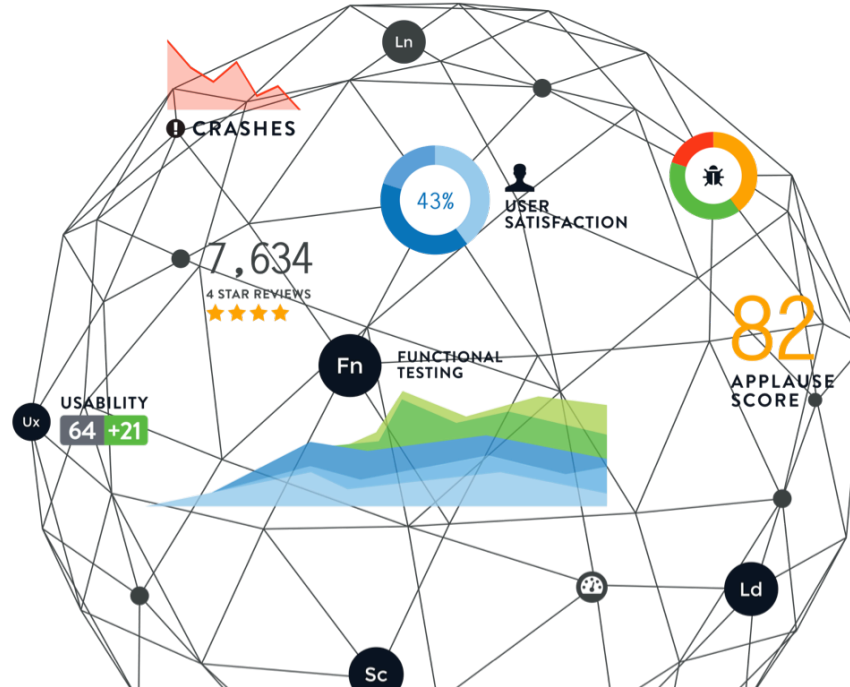 Ln
CRASHES
43%
USER
SATISFACTION
7,634
4 STAR REVIEWS
82
APPLAUSE
SCORE
Fn
FUNCTIONAL
TESTING
USABILITY
Ux
64 +21
Ld
Sc